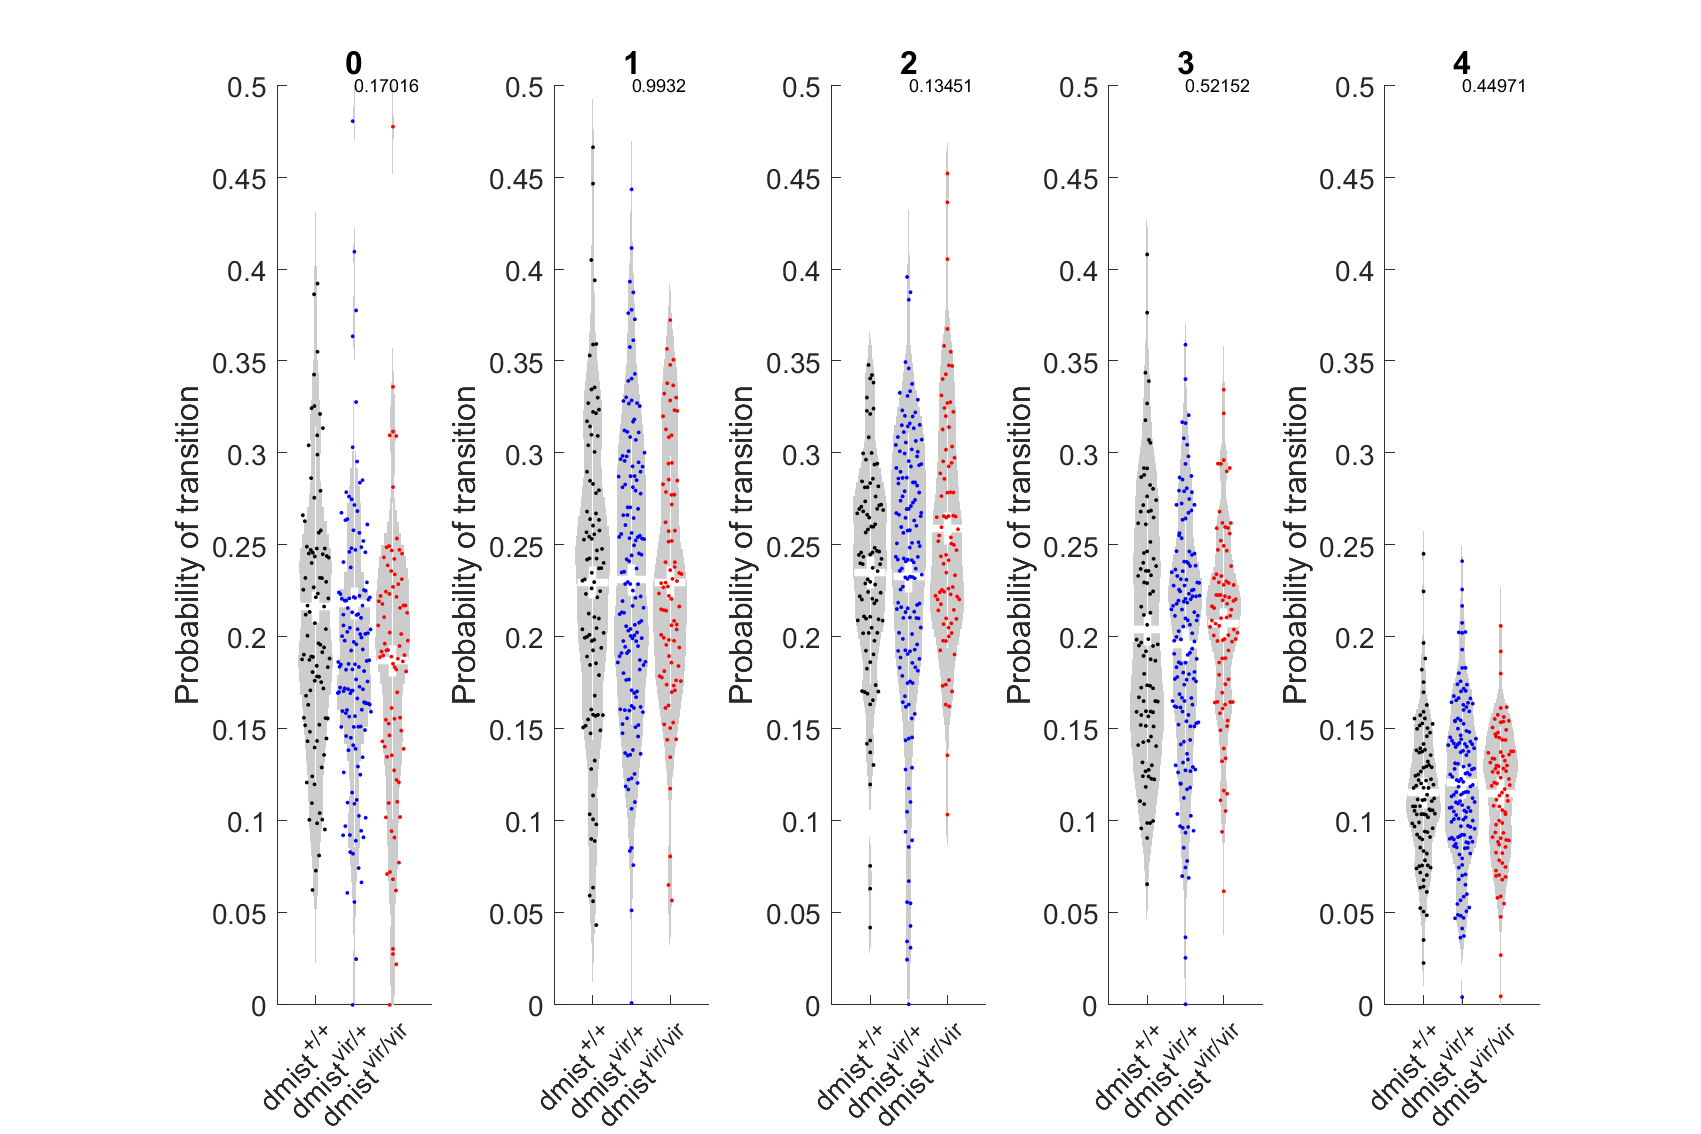 0 1 2 3 4
0.17016 0.9932 0.13451 0.52152 0.44971
0.5 0.5 0.5 0.5 0.5
0.45 0.45 0.45 0.45 0.45
0.4 0.4 0.4 0.4 0.4
0.35 0.35 0.35 0.35 0.35
0.3 0.3 0.3 0.3 0.3
0.25 0.25 0.25 0.25 0.25
0.2 0.2 0.2 0.2 0.2
0.15 0.15 0.15 0.15 0.15
0.1 0.1 0.1 0.1 0.1
0.05 0.05 0.05 0.05 0.05
0 0 0 0 0
Probability of transition
Probability of transition
Probability of transition
Probability of transition
Probability of transition
dmist+/+
dmistvir/+
dmistvir/vir
dmist+/+
dmistvir/+
dmistvir/vir
dmist+/+
dmistvir/+
dmistvir/vir
dmist+/+
dmistvir/+
dmistvir/vir
dmist+/+
dmistvir/+
dmistvir/vir